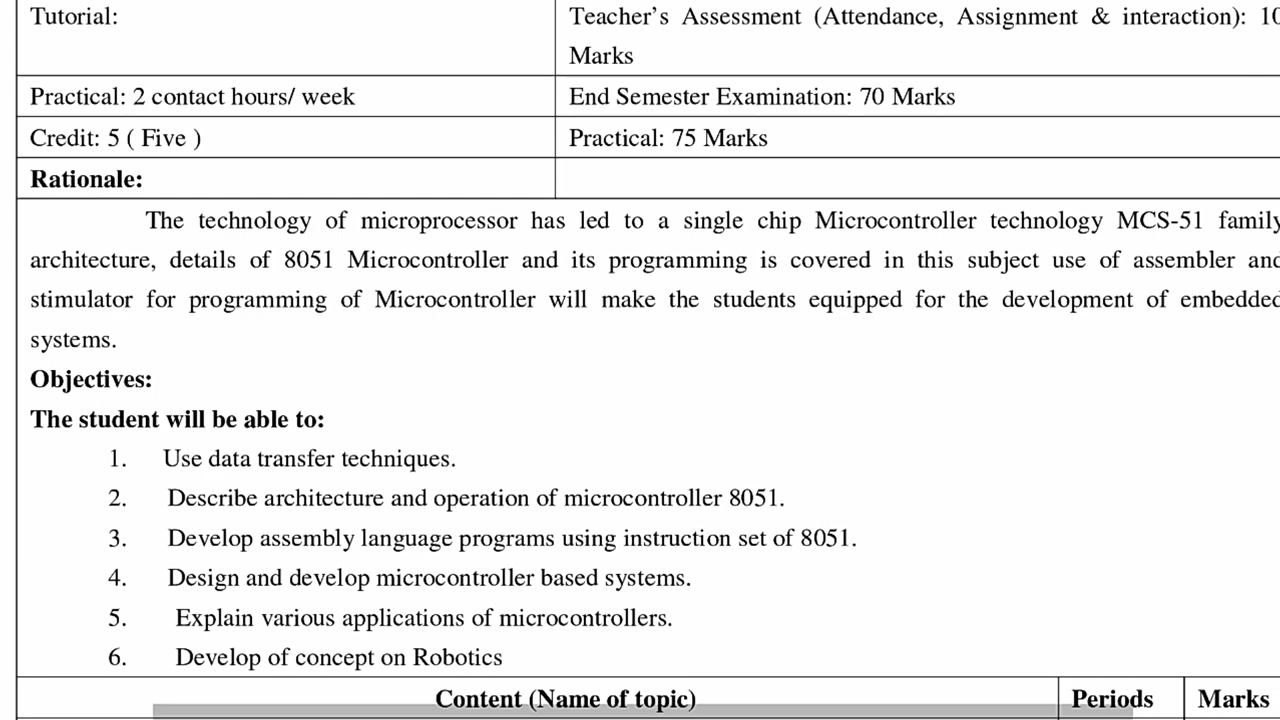 Tutorial:
Teacher's Assessment (Attendance, Assignment & interaction): 10
Marks
Practical: 2 contact hours/ week
End Semester Examination: 70 Marks
Credit: 5 ( Five )
Practical: 75 Marks
Rationale:
The technology of microprocessor has led to a single chip Microcontroller technology MCS-51 family
architecture, details of 8051 Microcontroller and its programming is covered in this subject use of assembler and
stimulator for programming of Microcontroller will make the students equipped for the development of embedded
systems.
Objectives:
The student will be able to:
1. Use data transfer techniques.
2. Describe architecture and operation of microcontroller 8051.
3. Develop assembly language programs using instruction set of 8051.
4. Design and develop microcontroller based systems.
5. Explain various applications of microcontrollers.
6. Develop of concept on Robotics
Content (Name of topic) Periods Marks